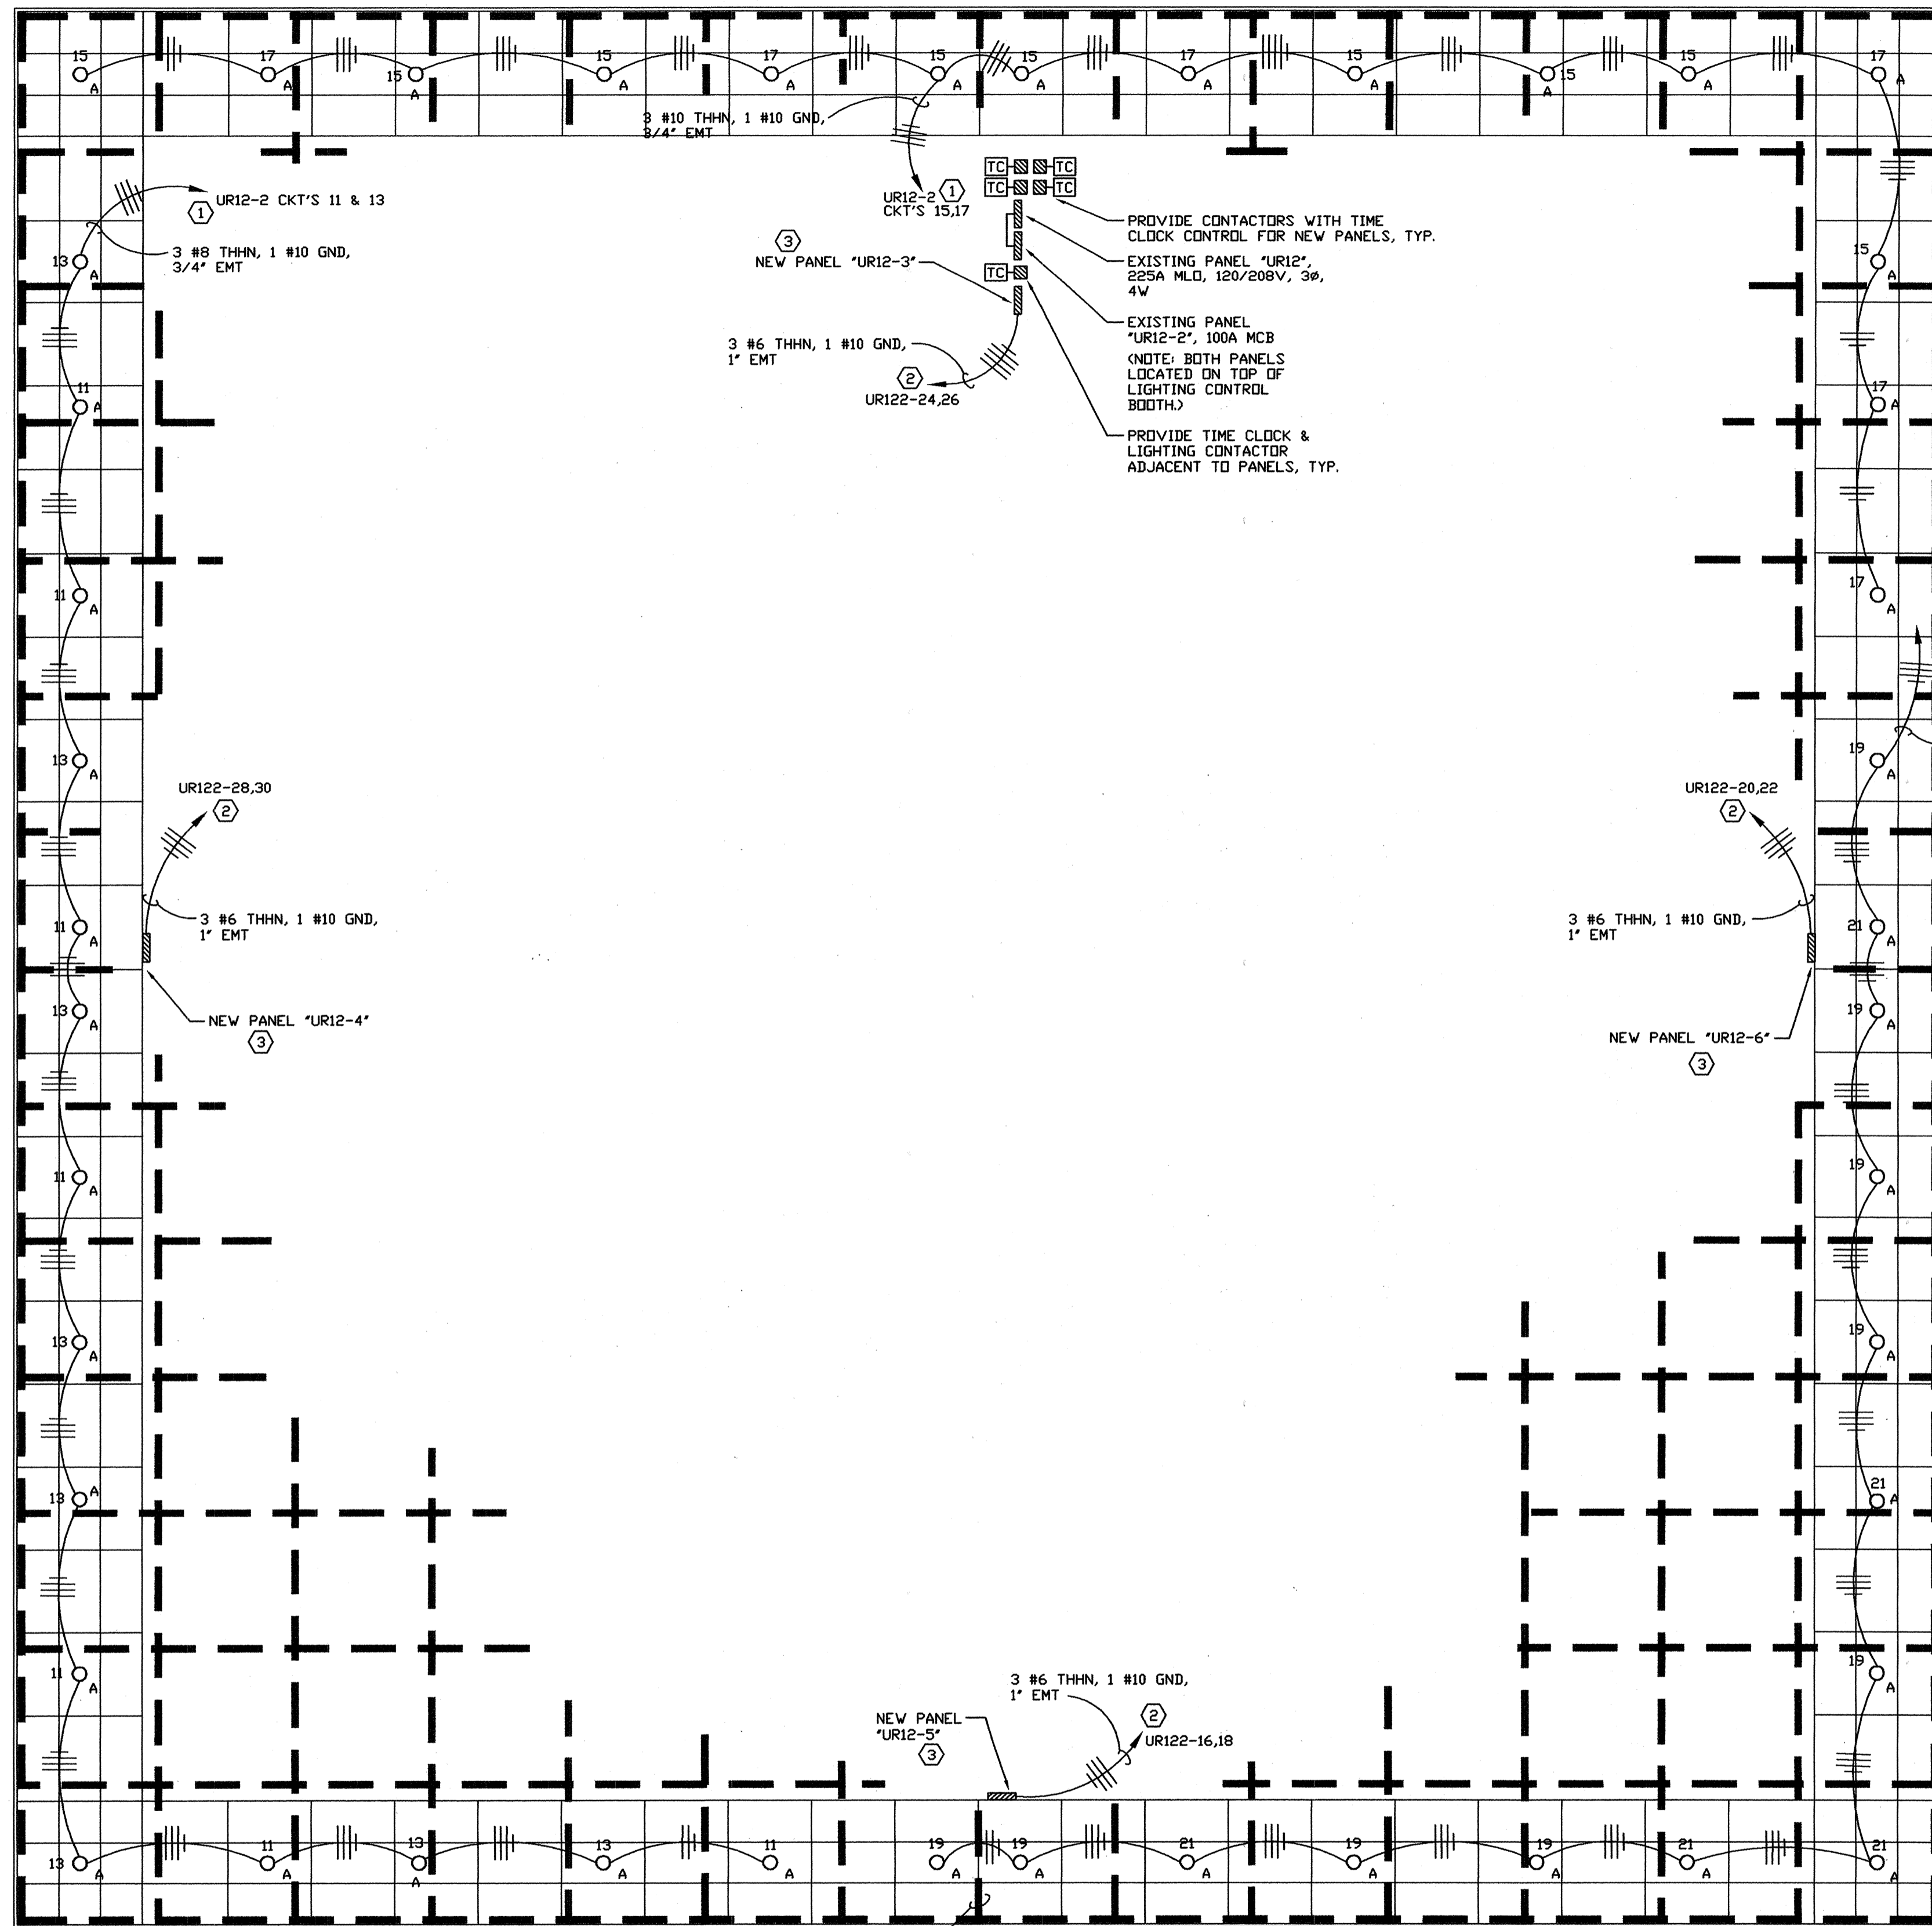 15 17 15 15 17 15 15 17 15 15 15 17
A A A A A A A A A A A A
3 #10 THHN, 1 #10 GND,
3/4" EMT
TC TC
TC TC
UR12-2 1
CKT'S 15,17
UR12-2 CKT'S 11 & 13
1
3 #8 THHN, 1 #10 GND,
3/4" EMT
PROVIDE CONTACTORS WITH TIME
CLOCK CONTROL FOR NEW PANELS, TYP.
3
NEW PANEL "UR12-3"
TC
EXISTING PANEL "UR12",
225A MLO, 120/208V, 3ø,
4W
EXISTING PANEL
"UR12-2", 100A MCB
(NOTE: BOTH PANELS
LOCATED ON TOP OF
LIGHTING CONTROL
BOOTH.)
3 #6 THHN, 1 #10 GND,
1" EMT
2
UR122-24,26
PROVIDE TIME CLOCK &
LIGHTING CONTACTOR
ADJACENT TO PANELS, TYP.
13 A
15 A
11 A
17 A
11 A
17 A
13 A
19 A
UR122-28,30
2
UR122-20,22
2
3 #6 THHN, 1 #10 GND,
1" EMT
3 #6 THHN, 1 #10 GND,
1" EMT
11 A
21 A
13 A
19 A
NEW PANEL "UR12-4"
3
NEW PANEL "UR12-6"
3
11 A
19 A
13 A
19 A
13 A
21 A
11 A
19 A
3 #6 THHN, 1 #10 GND,
1" EMT
NEW PANEL
"UR12-5"
3
2
UR122-16,18
13 11 13 13 11 19 19 21 19 19 21 21
A A A A A A A A A A A A